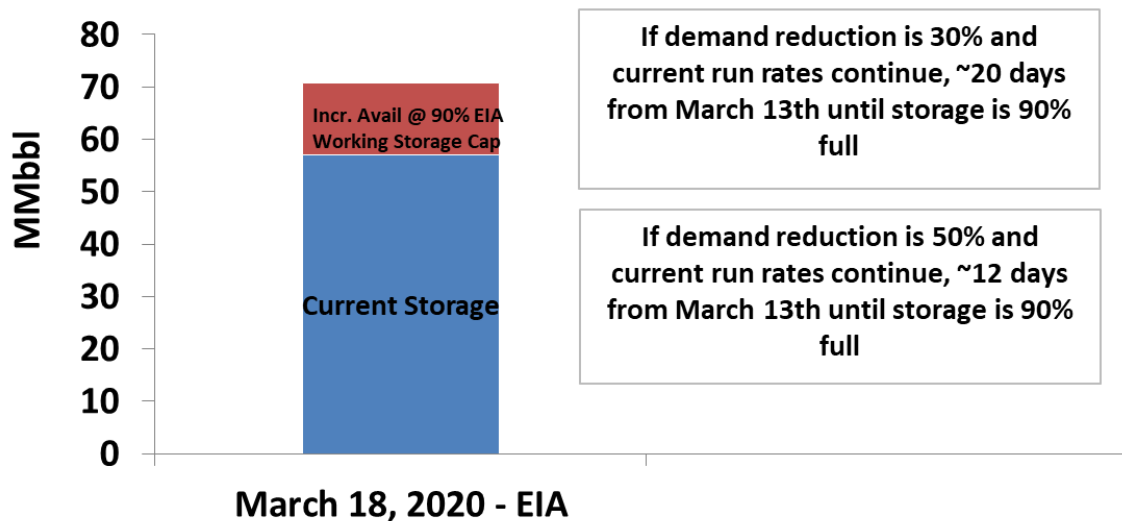 MMbbl
80
70
60
50
40
30
20
10
0
Incr. Avail @ 90% EIA
Working Storage Cap
Current Storage
March 18, 2020 - EIA
If demand reduction is 30% and
current run rates continue, ~20 days
from March 13th until storage is 90%
full
If demand reduction is 50% and
current run rates continue, ~12 days
from March 13th until storage is 90%
full